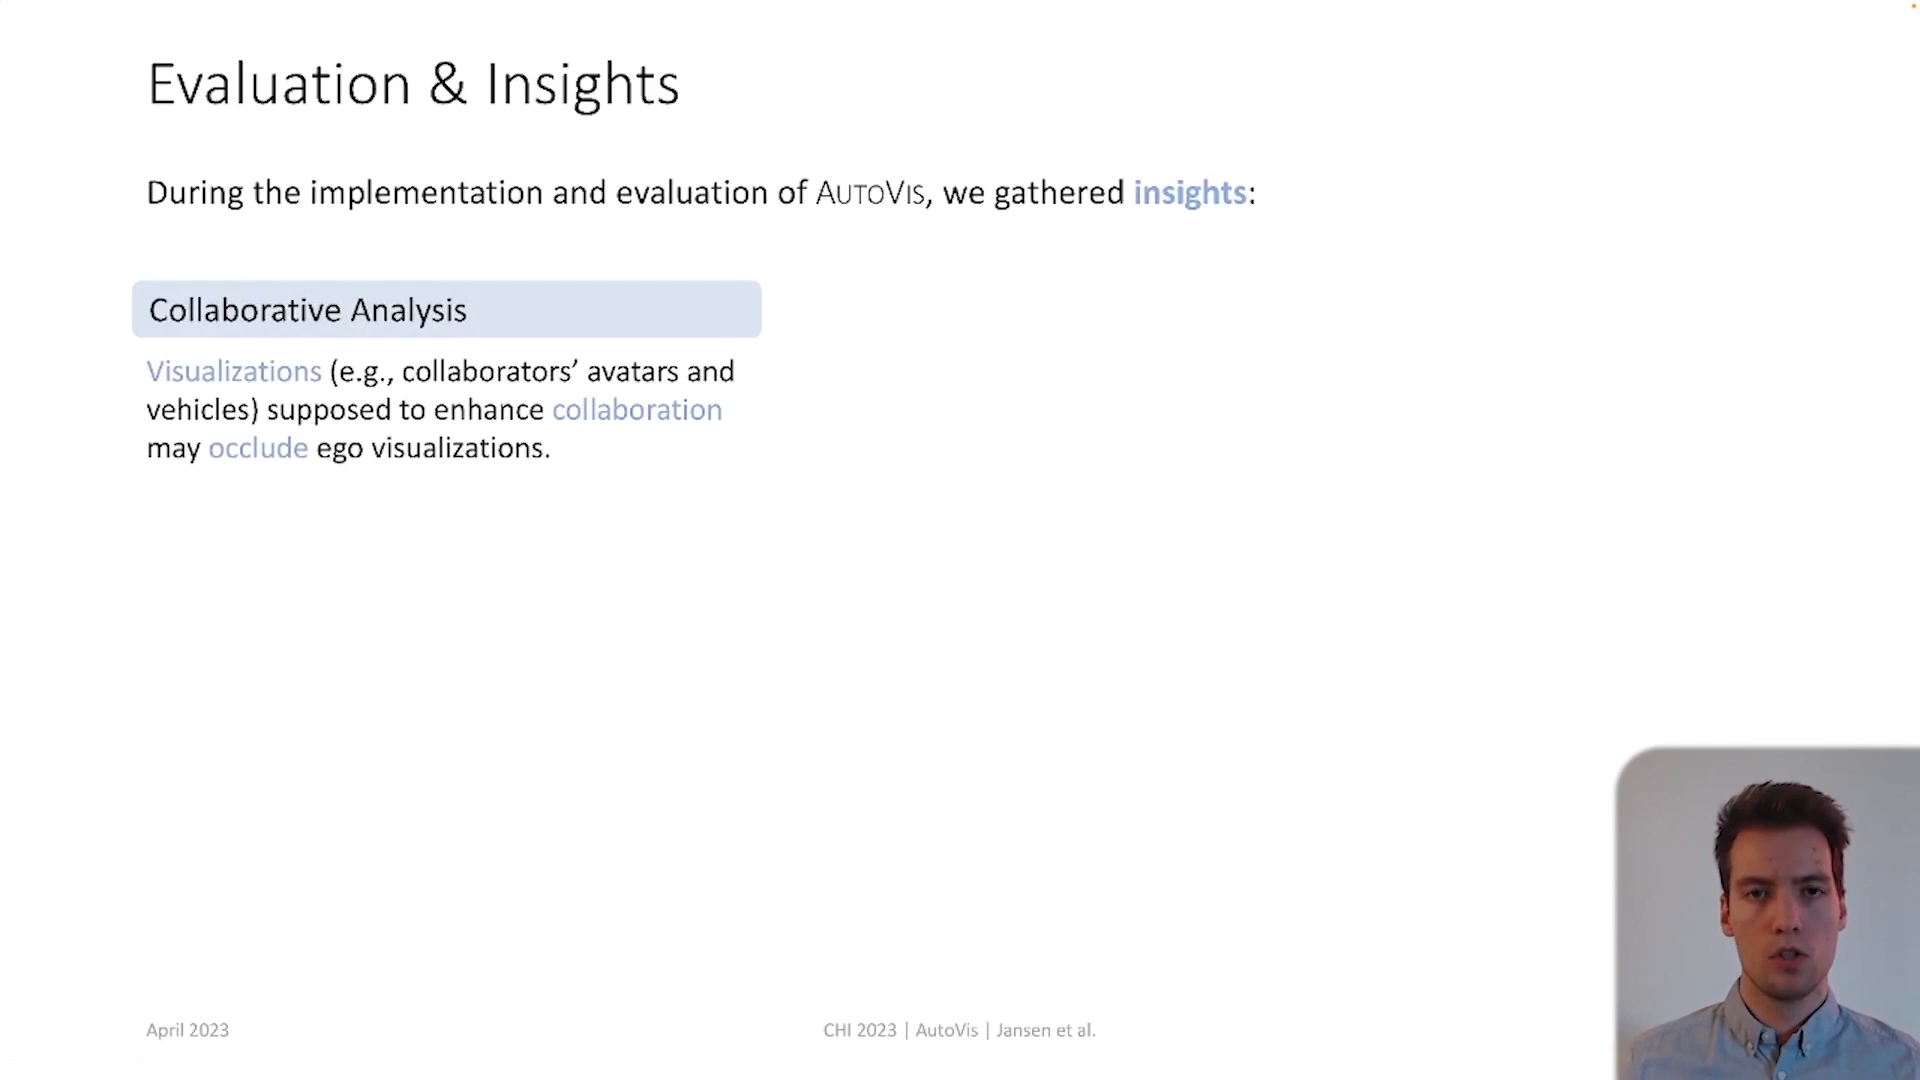 Evaluation & Insights
During the implementation and evaluation of AUTOVIS, we gathered insights:
Collaborative Analysis
Visualizations (e.g., collaborators’ avatars and
vehicles) supposed to enhance collaboration
may occlude ego visualizations.
April 2023
CHI 2023 | AutoVis | Jansen et al.